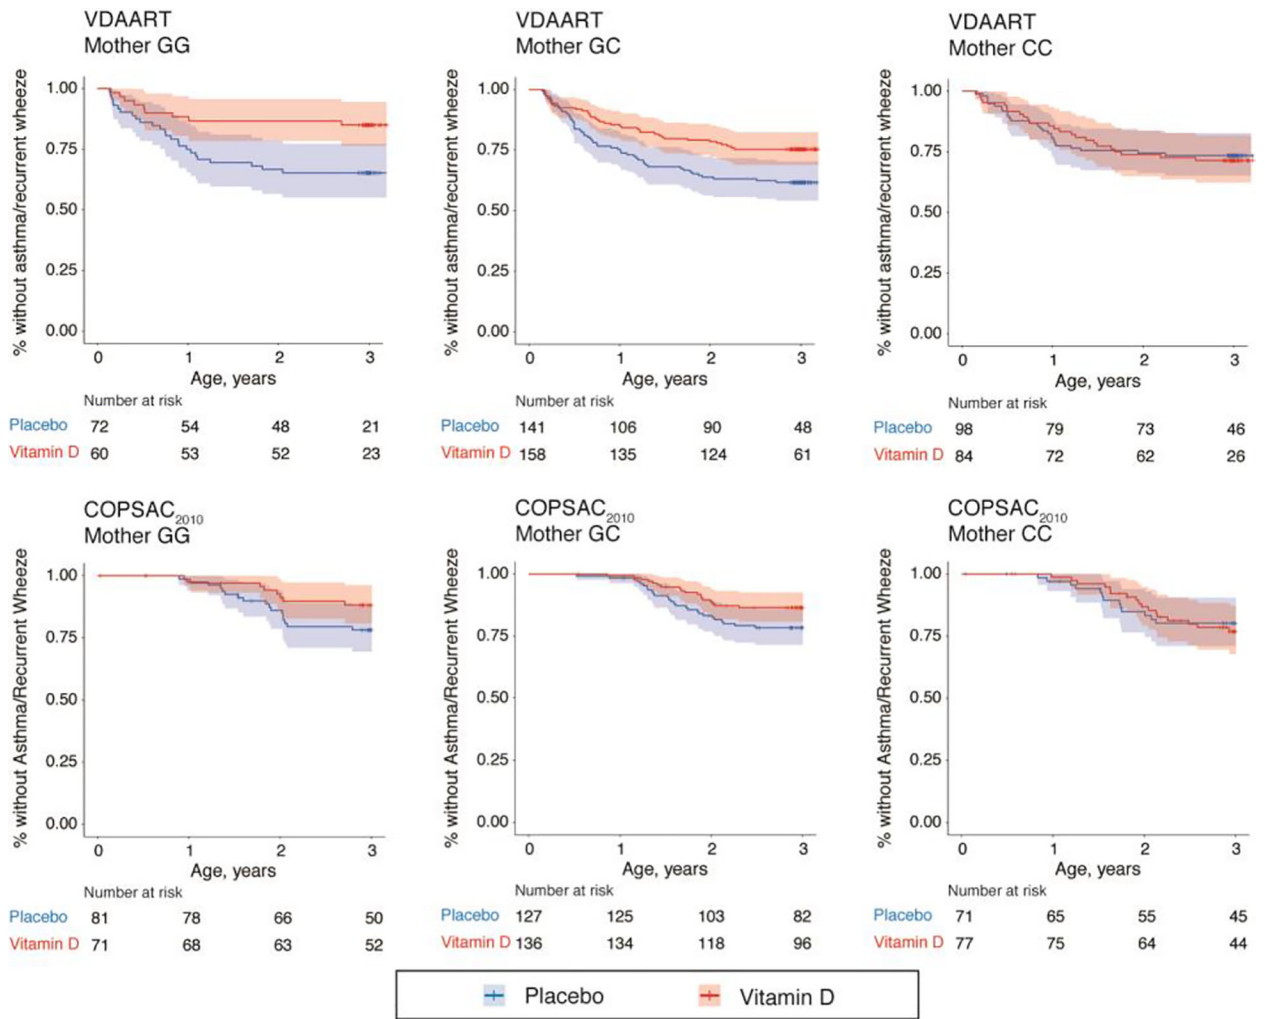 VDAART
Mother GG
% without asthma/recurrent wheeze
1.00
0.75
0.50
0.25
0.00
0 1 2 3
Age, years
Number at risk
Placebo 72 54 48 21
Vitamin D 60 53 52 23
VDAART
Mother GC
% without asthma/recurrent wheeze
1.00
0.75
0.50
0.25
0.00
0 1 2 3
Age, years
Number at risk
Placebo 141 106 90 48
Vitamin D 158 135 124 61
VDAART
Mother CC
% without asthma/recurrent wheeze
1.00
0.75
0.50
0.25
0.00
0 1 2 3
Age, years
Number at risk
Placebo 98 79 73 46
Vitamin D 84 72 62 26
COPSAC2010
Mother GG
% without Asthma/Recurrent Wheeze
1.00
0.75
0.50
0.25
0.00
0 1 2 3
Age, years
Number at risk
Placebo 81 78 66 50
Vitamin D 71 68 63 52
COPSAC2010
Mother GC
% without Asthma/Recurrent Wheeze
1.00
0.75
0.50
0.25
0.00
0 1 2 3
Age, years
Number at risk
Placebo 127 125 103 82
Vitamin D 136 134 118 96
COPSAC2010
Mother CC
% without Asthma/Recurrent Wheeze
1.00
0.75
0.50
0.25
0.00
0 1 2 3
Age, years
Number at risk
Placebo 71 65 55 45
Vitamin D 77 75 64 44
Placebo Vitamin D